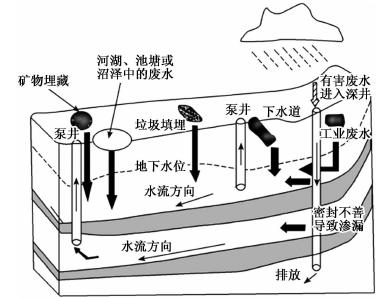 河湖、池塘或
沼泽中的废水
矿物埋藏
有害废水
进入深井
泵井
垃圾填埋
泵井
下水道
工业废水
地下水位
水流方向
密封不善
导致渗漏
水流方向
排放